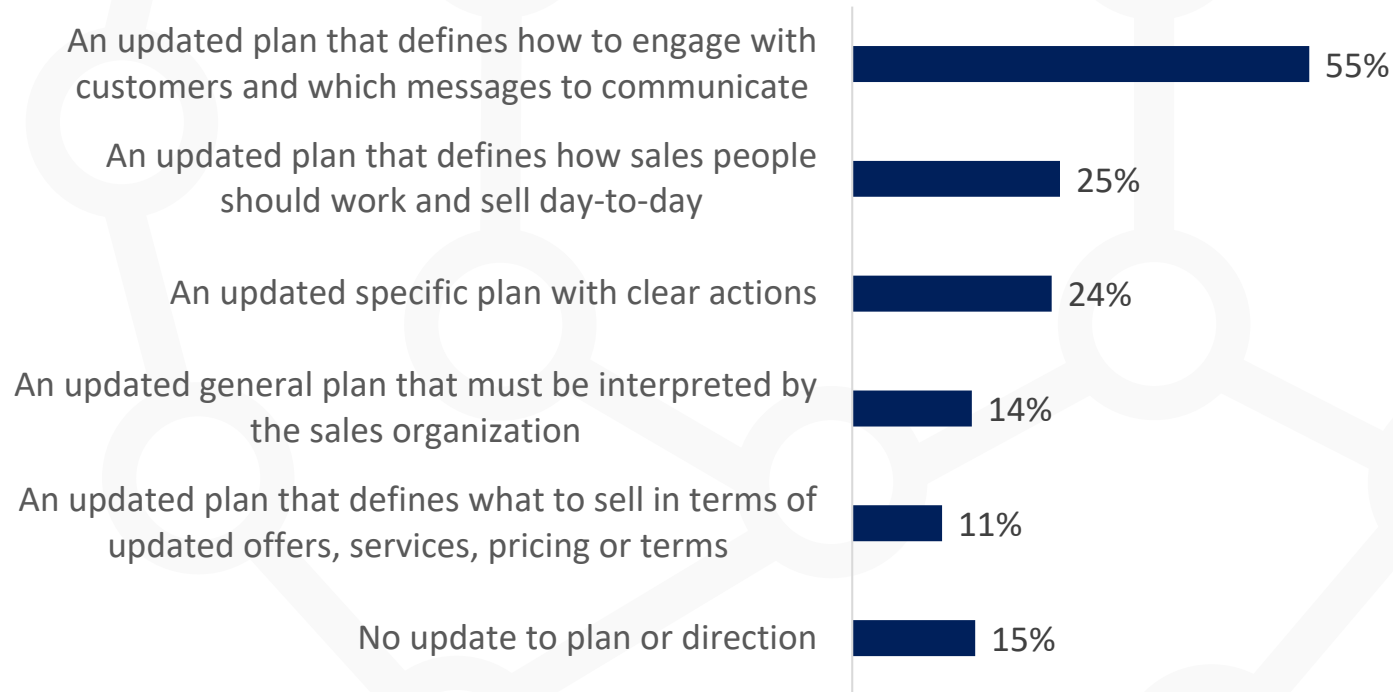 An updated plan that defines how to engage with
customers and which messages to communicate
55%
An updated plan that defines how sales people
should work and sell day-to-day
25%
An updated specific plan with clear actions
24%
An updated general plan that must be interpreted by
the sales organization
14%
An updated plan that defines what to sell in terms of
updated offers, services, pricing or terms
11%
No update to plan or direction
15%